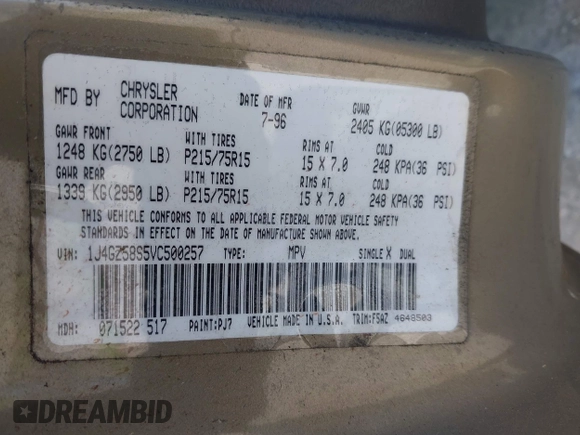 MFD BY CHRYSLER CORPORATION DATE OF MFR 7-96 GVWR 2405 KG(05300 LB)
GAWR FRONT WITH TIRES RIMS AT COLD
1248 KG(2750 LB) P215/75R15 15 X 7.0 248 KPA(36 PSI)
GAWR REAR WITH TIRES RIMS AT COLD
1339 KG(2950 LB) P215/75R15 15 X 7.0 248 KPA(36 PSI)
THIS VEHICLE CONFORMS TO ALL APPLICABLE FEDERAL MOTOR VEHICLE SAFETY
STANDARDS IN EFFECT ON THE DATE OF MANUFACTURE SHOWN ABOVE.
VIN: 1J4GZ58S5VC500257 TYPE: MPV SINGLE X DUAL
MDH: 071522 517 PAINT:PJ7 VEHICLE MADE IN U.S.A. TRIM:FSAZ 4648503
DREAMBID